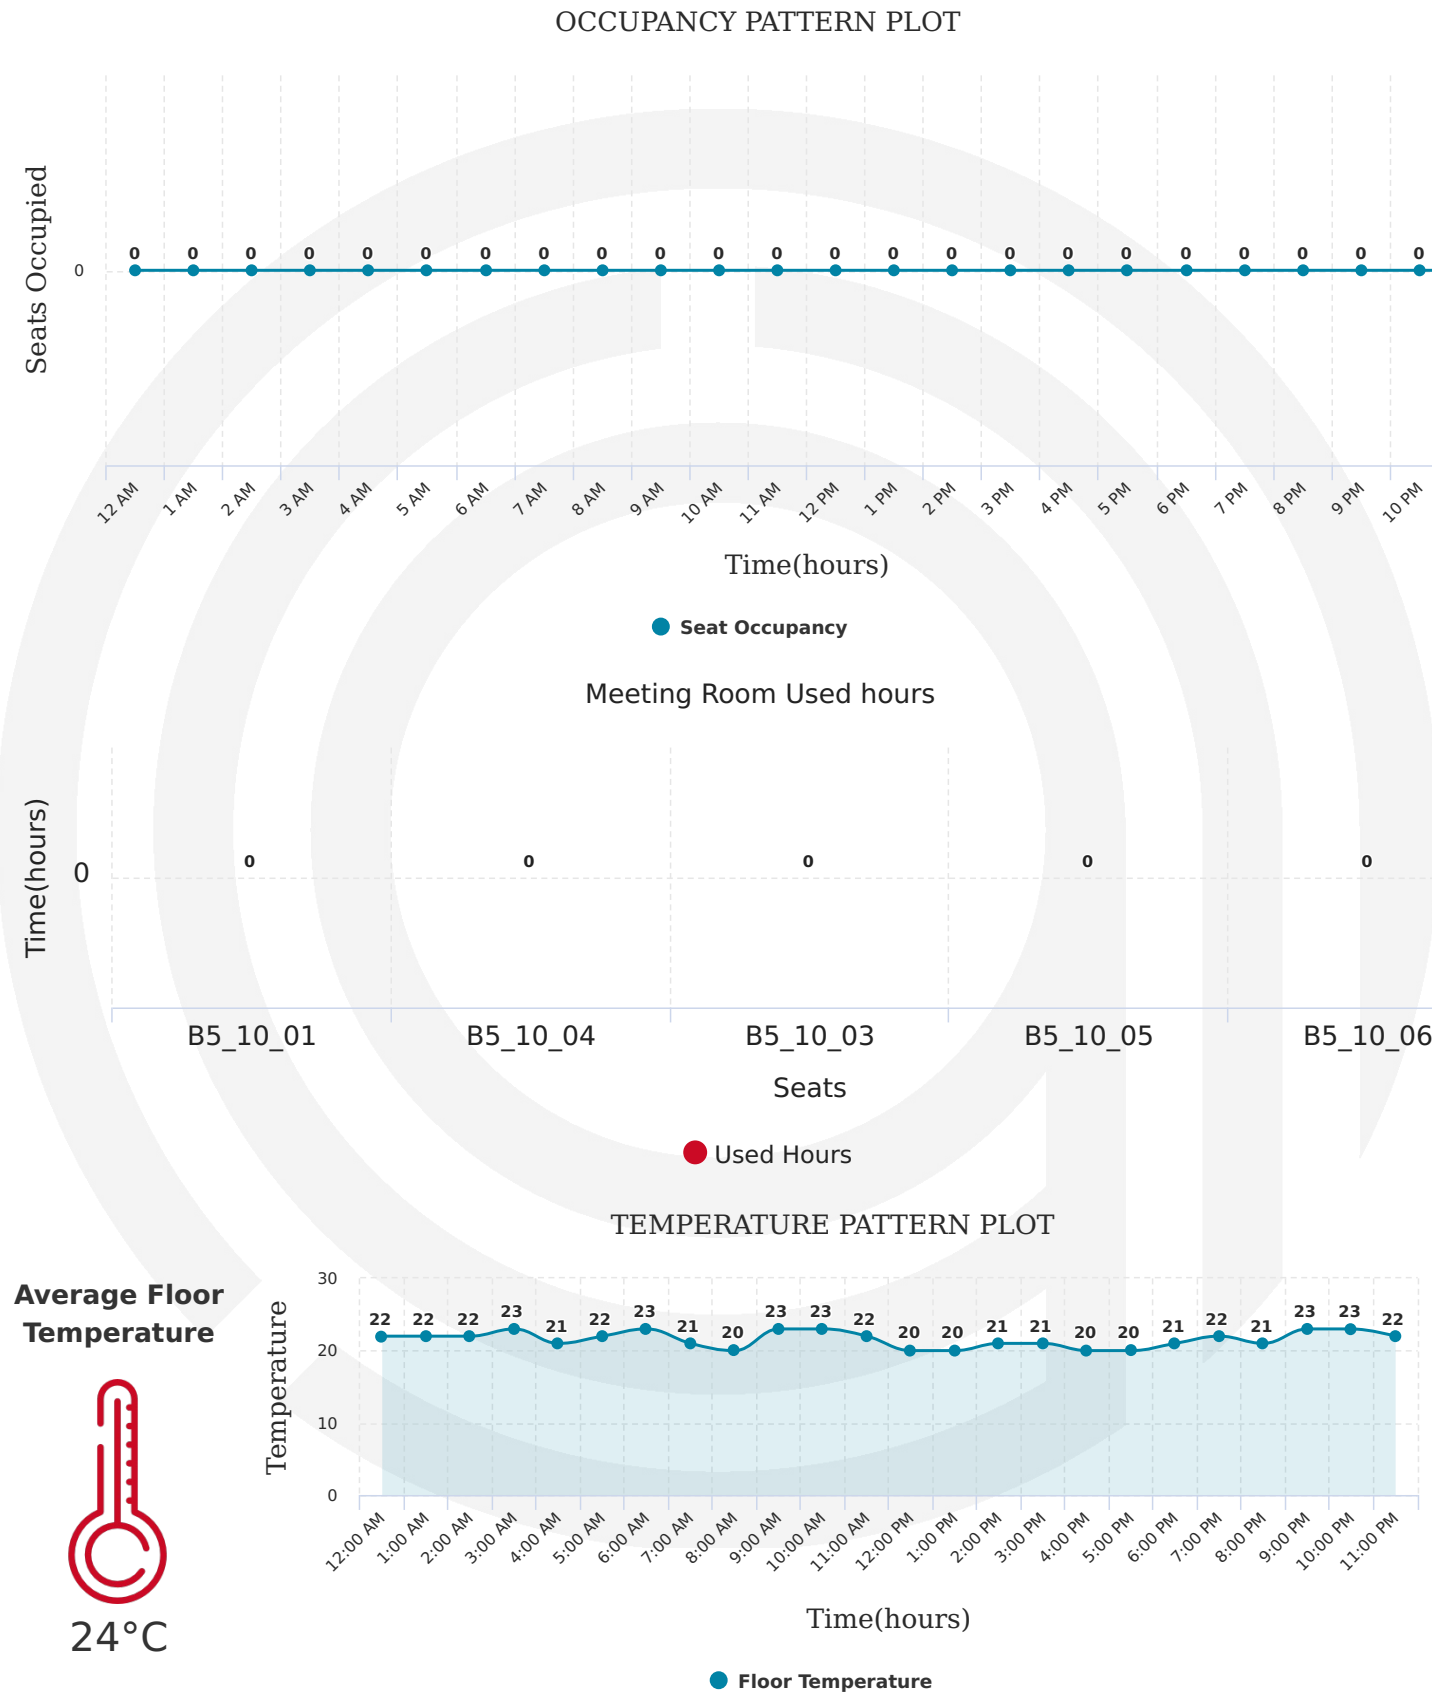 OCCUPANCY PATTERN PLOT
Seats Occupied
0 0 0 0 0 0 0 0 0 0 0 0 0 0 0 0 0 0 0 0 0 0 0
0
12 AM 1 AM 2 AM 3 AM 4 AM 5 AM 6 AM 7 AM 8 AM 9 AM 10 AM 11 AM 12 PM 1 PM 2 PM 3 PM 4 PM 5 PM 6 PM 7 PM 8 PM 9 PM 10 PM
Time(hours)
Seat Occupancy
Meeting Room Used hours
Time(hours)
0 0 0 0 0
0
B5_10_01 B5_10_04 B5_10_03 B5_10_05 B5_10_06
Seats
Used Hours
TEMPERATURE PATTERN PLOT
Average Floor
Temperature
24°C
Temperature
30
20
10
0
22 22 22 23 21 22 23 21 20 23 23 22 20 20 21 21 20 20 21 22 21 23 23 22
12:00 AM 1:00 AM 2:00 AM 3:00 AM 4:00 AM 5:00 AM 6:00 AM 7:00 AM 8:00 AM 9:00 AM 10:00 AM 11:00 AM 12:00 PM 1:00 PM 2:00 PM 3:00 PM 4:00 PM 5:00 PM 6:00 PM 7:00 PM 8:00 PM 9:00 PM 10:00 PM 11:00 PM
Time(hours)
Floor Temperature